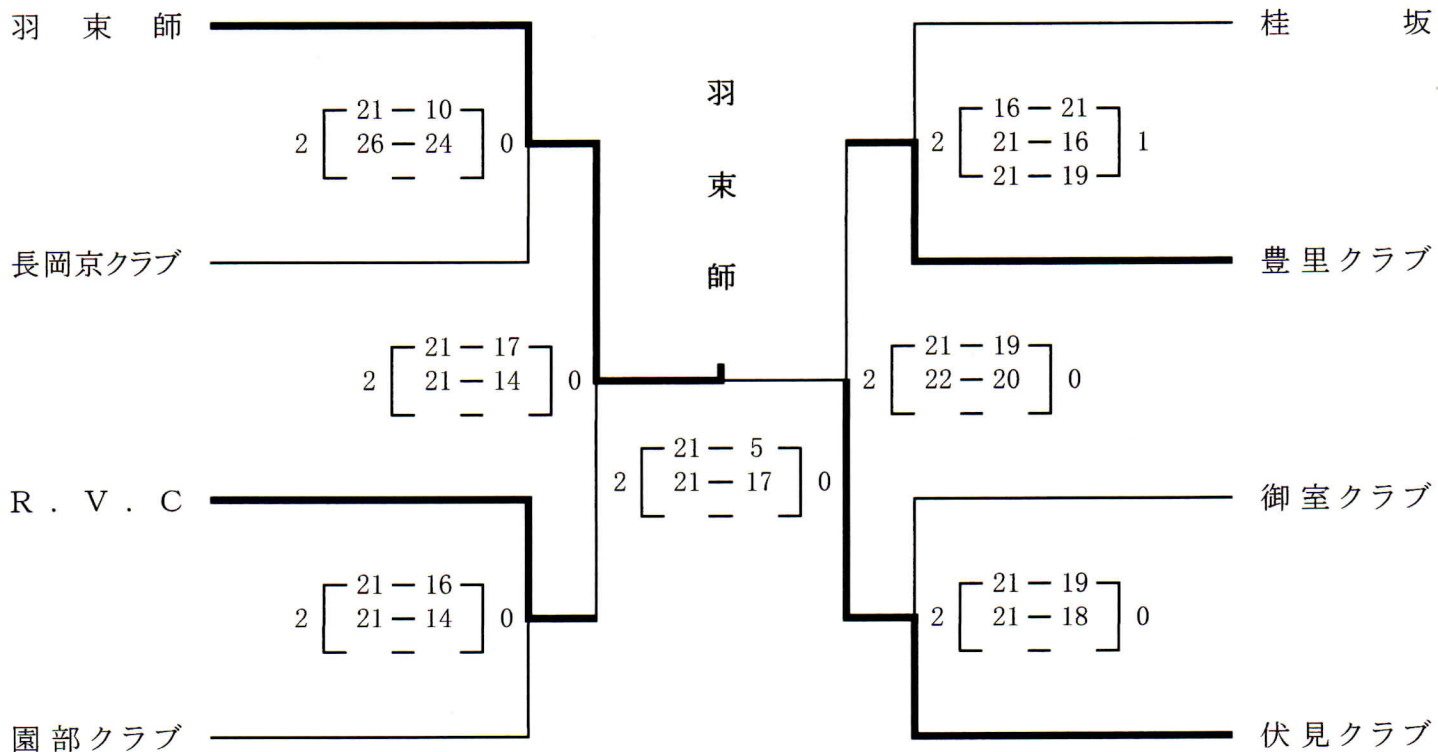 羽束師
2 21 — 10 0
26 — 24
— —
長岡京クラブ
2 21 — 17 0
21 — 14
— —
R.V.C
2 21 — 16 0
21 — 14
— —
園部クラブ
羽束師
2 21 — 5 0
21 — 17
— —
桂坂
2 16 — 21 1
21 — 16
21 — 19
豊里クラブ
2 21 — 19 0
22 — 20
— —
御室クラブ
2 21 — 19 0
21 — 18
— —
伏見クラブ